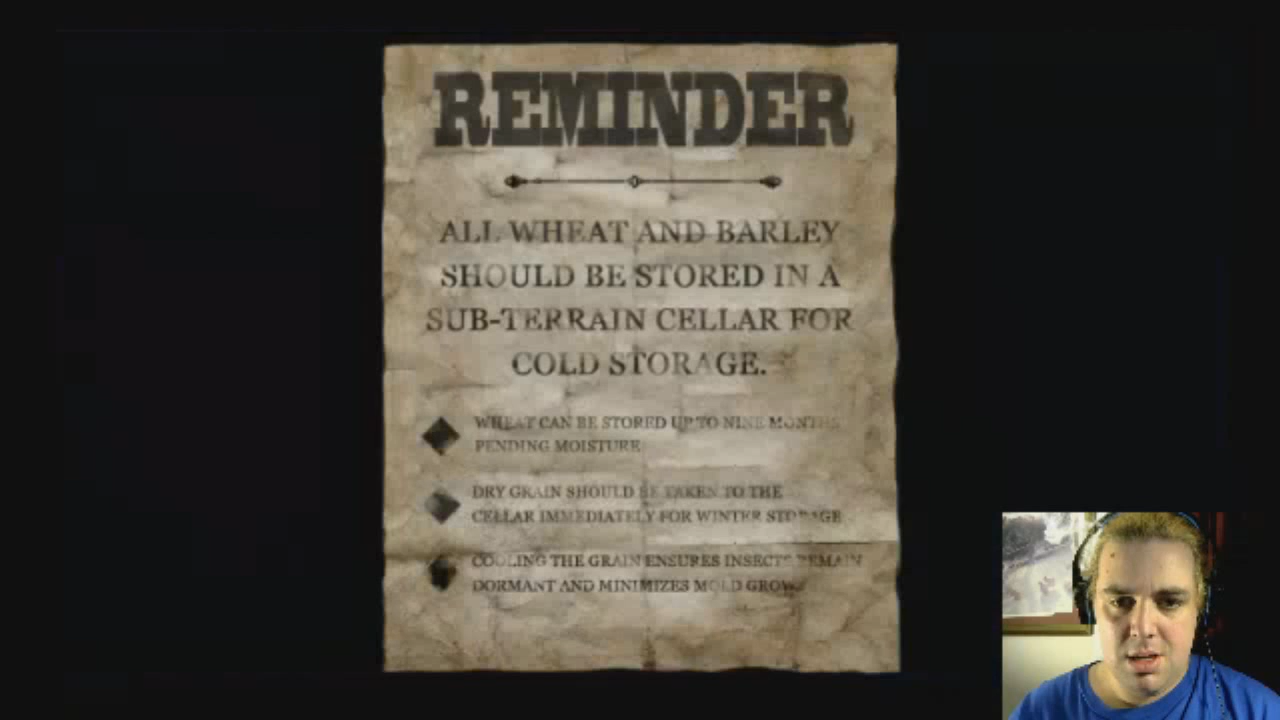 REMINDER
ALL WHEAT AND BARLEY
SHOULD BE STORED IN A
SUB-TERRAIN CELLAR FOR
COLD STORAGE.
WHEAT CAN BE STORED UP TO NINE MONTHS
PENDING MOISTURE
DRY GRAIN SHOULD BE TAKEN TO THE
CELLAR IMMEDIATELY FOR WINTER STORAGE
COOLING THE GRAIN ENSURES INSECTS REMAIN
DORMANT AND MINIMIZES MOLD